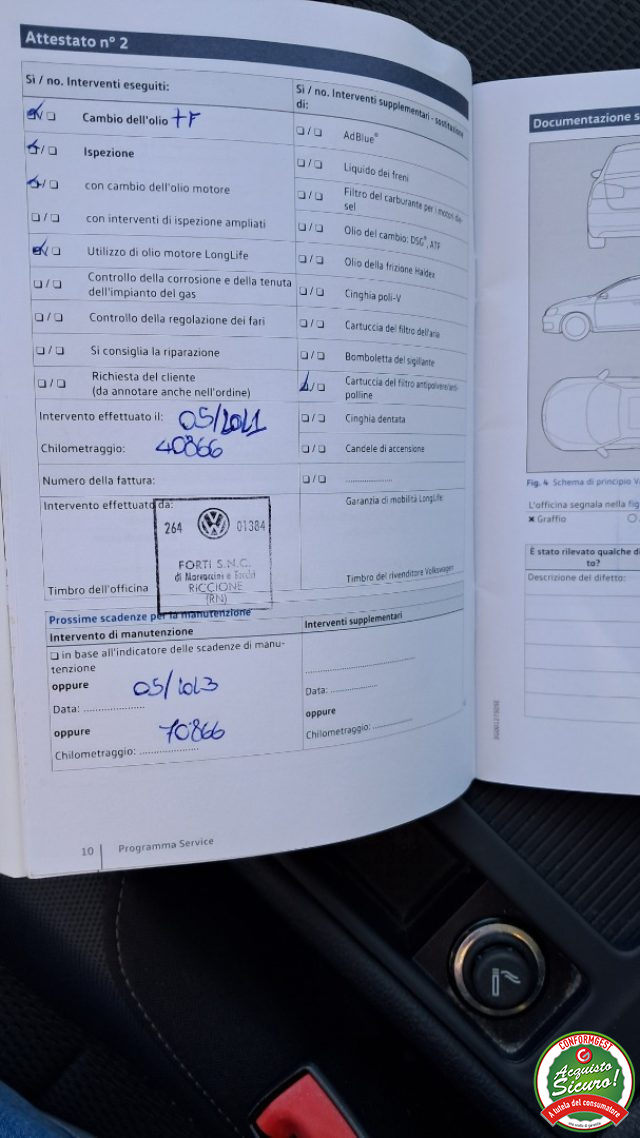 Attestato n° 2
Sì / no. Interventi eseguiti:
Cambio dell'olio +F
Ispezione
con cambio dell'olio motore
con interventi di ispezione ampliati
Utilizzo di olio motore LongLife
Controllo della corrosione e della tenuta
dell'impianto del gas
Controllo della regolazione dei fari
Si consiglia la riparazione
Richiesta del cliente
(da annotare anche nell'ordine)
Intervento effettuato il: 05/2021
Chilometraggio: 40866
Numero della fattura:
Intervento effettuato da:
264 01384
FORTI S.N.C.
RICCIONE
(RN)
Timbro dell'officina
Sì / no. Interventi supplementari - sostituzione
di:
AdBlue®
Liquido dei freni
Filtro del carburante per i motori die-
sel
Olio del cambio: DSG®, ATF
Olio della frizione Haldex
Cinghia poli-V
Cartuccia del filtro dell'aria
Bomboletta del sigillante
Cartuccia del filtro antipolvere/anti-
polline
Cinghia dentata
Candele di accensione
....................
Garanzia di mobilità LongLife:
Timbro del rivenditore Volkswagen
Prossime scadenze per la manutenzione
Intervento di manutenzione
in base all'indicatore delle scadenze di manu-
tenzione
oppure
05/2023
Data: ....................
oppure
70866
Chilometraggio: ....................
Interventi supplementari
....................
Data: ....................
oppure
Chilometraggio: ....................
10 Programma Service
Documentazione s
Fig. 4 Schema di principio V
L'officina segnala nella fig
Graffio
È stato rilevato qualche di
to?
Descrizione del difetto:
CONFORMGEST
Acquisto
Sicuro!
A tutela del consumatore